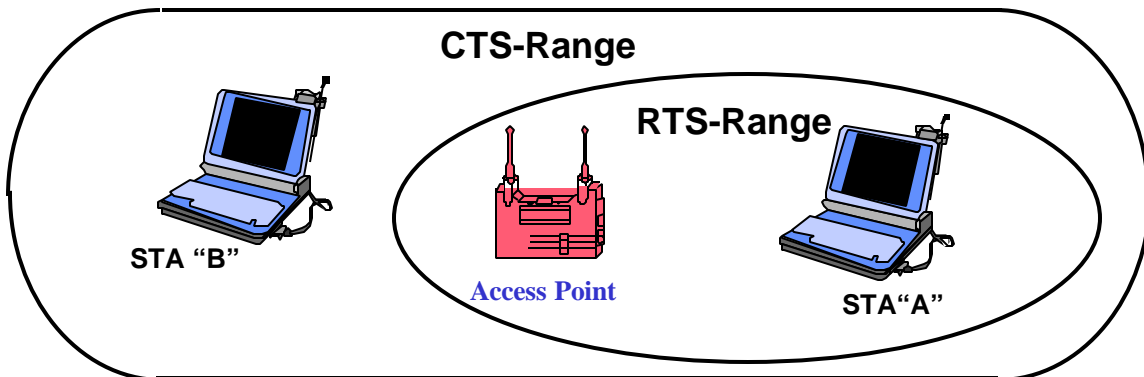 CTS-Range
RTS-Range
STA “B”
Access Point
STA“A”